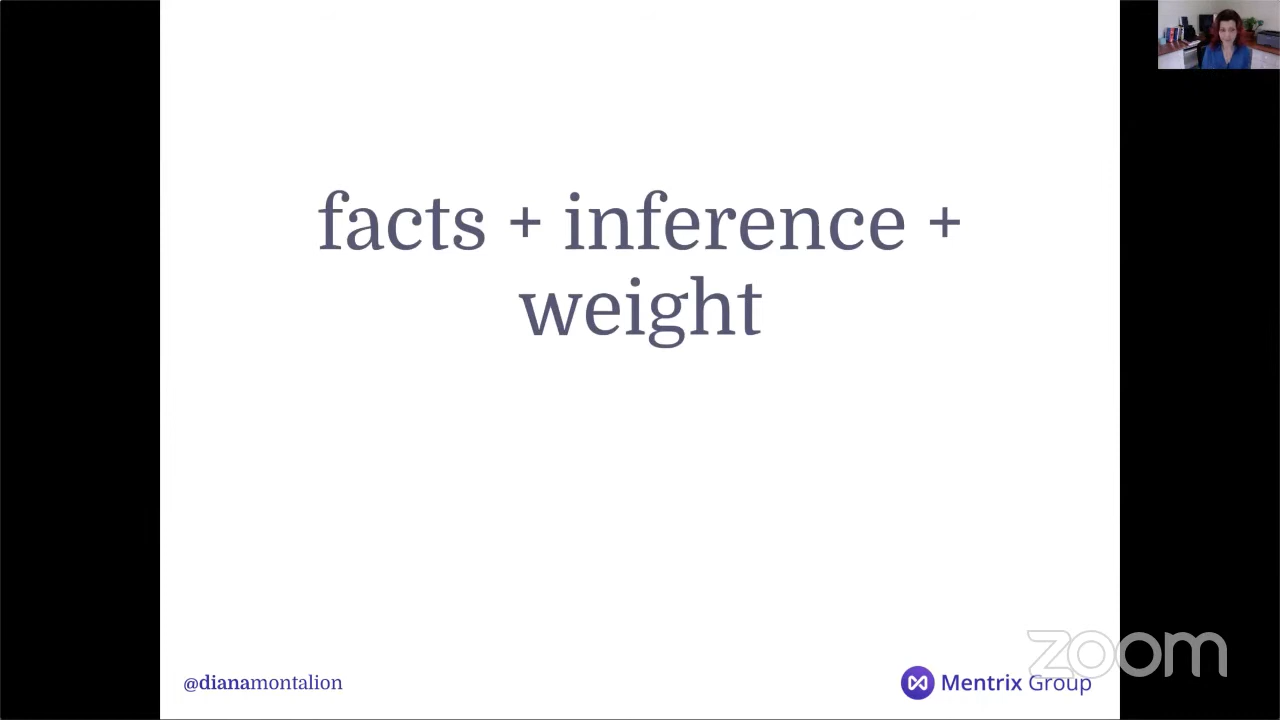 facts + inference +
weight
@dianamontalion
Mentrix Group
zoom